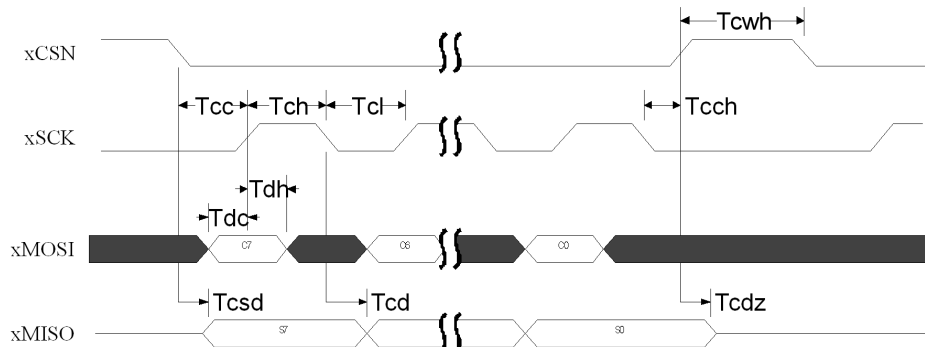 Tcwh
xCSN
Tcc Tch Tcl Tcch
xSCK
Tdh
Tdc
xMOSI C7 C6 C0
Tcsd Tcd Tcdz
xMISO S7 S0